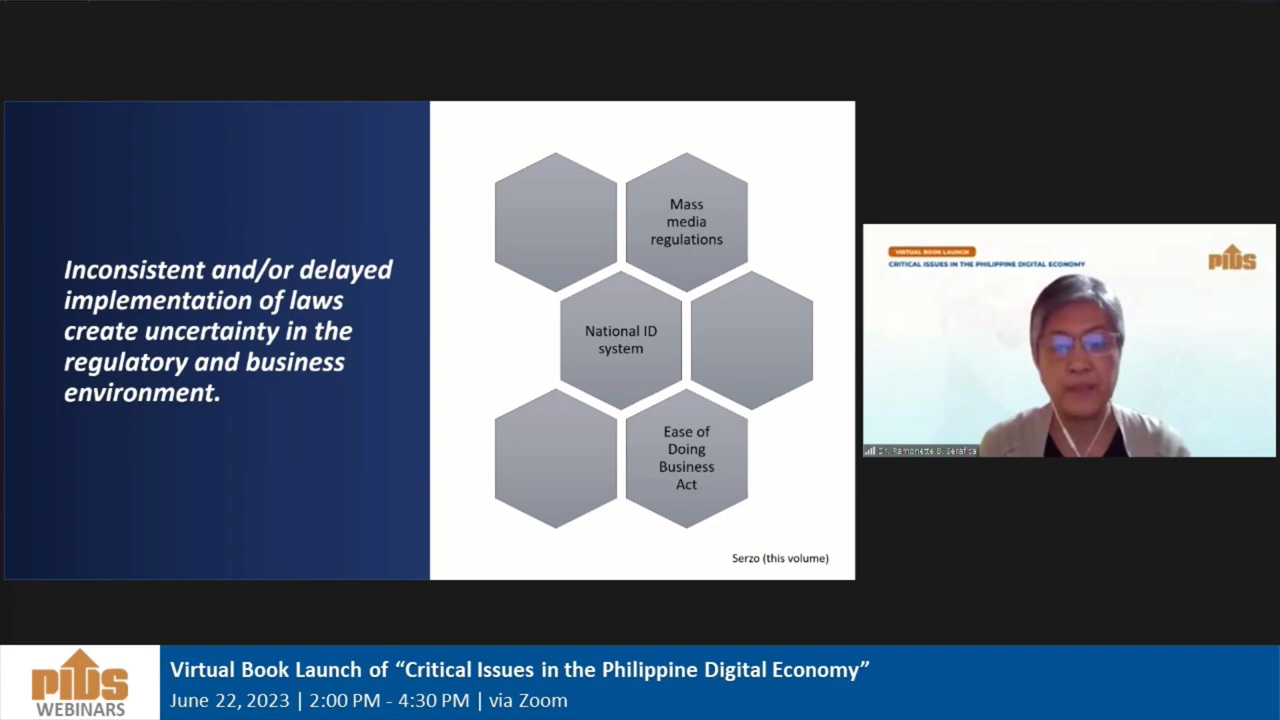 Inconsistent and/or delayed
implementation of laws
create uncertainty in the
regulatory and business
environment.
Mass
media
regulations
National ID
system
Ease of
Doing
Business
Act
Serzo (this volume)
VIRTUAL BOOK LAUNCH
CRITICAL ISSUES IN THE PHILIPPINE DIGITAL ECONOMY
PIDS
Dr. Ramonette B. Serafica
PIDS
WEBINARS
Virtual Book Launch of “Critical Issues in the Philippine Digital Economy”
June 22, 2023 | 2:00 PM - 4:30 PM | via Zoom